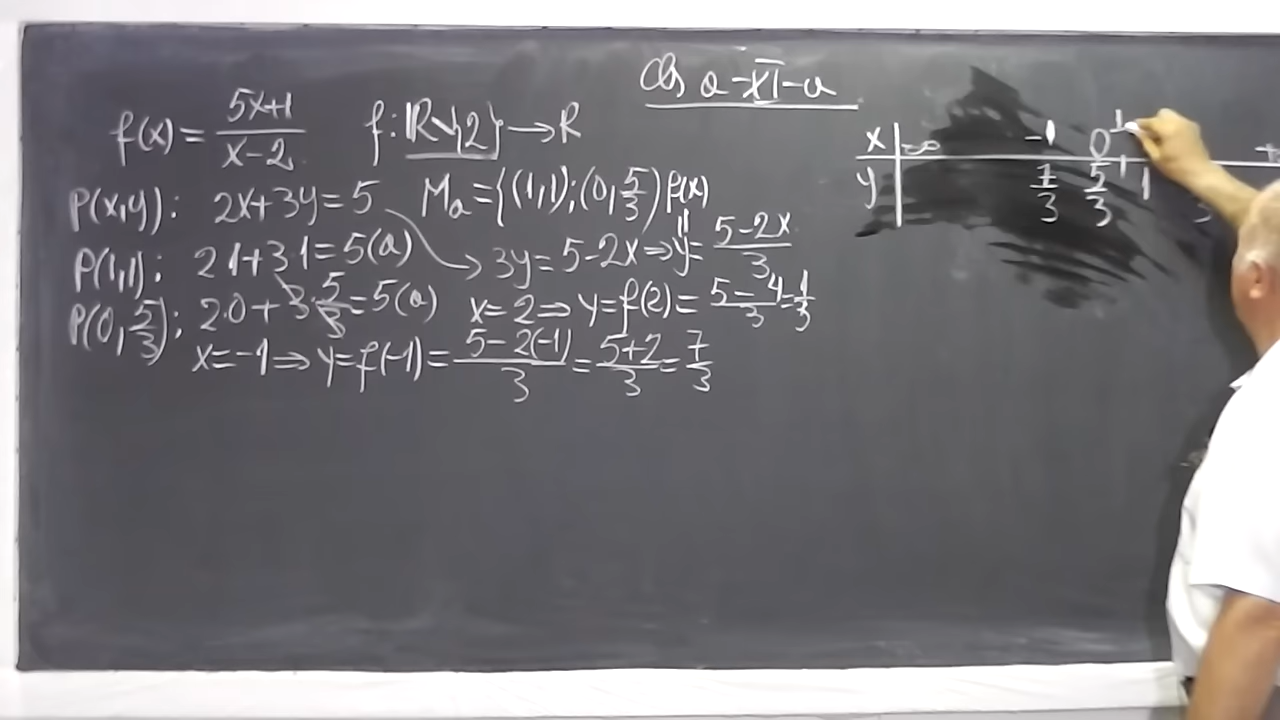 Cls a-XI-a
f(x) = (5x+1)/(x-2)   f: R∖{2} → R
P(x,y): 2x+3y=5   Ma={(1,1);(0,5/3)   f(x)
P(1,1): 2·1+3·1=5(a)   → 3y=5-2x ⇒ y = (5-2x)/3
P(0,5/3): 2·0+3·5/3=5(a)   x=2 ⇒ y=f(2)= (5-4)/3 = 1/3
x=-1 ⇒ y=f(-1)= (5-2(-1))/3 = (5+2)/3 = 7/3
x | -∞   -1   0
y | 7/3   5/3   1